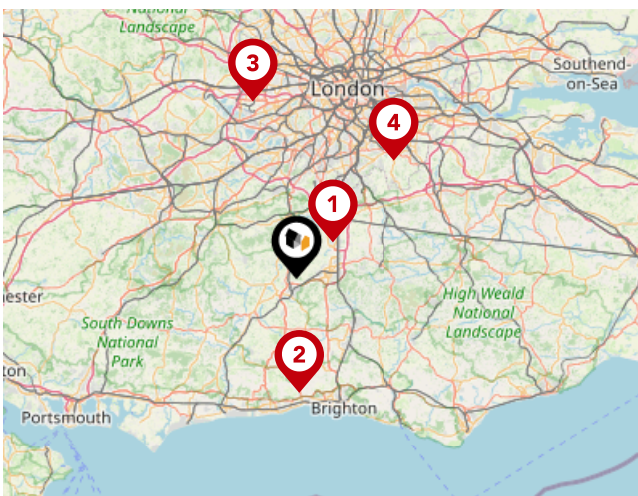 National
Landscape
3
London
Southend-
on-Sea
4
1
ester
High Weald
National
Landscape
South Downs
National
Park
2
ton
Brighton
Portsmouth